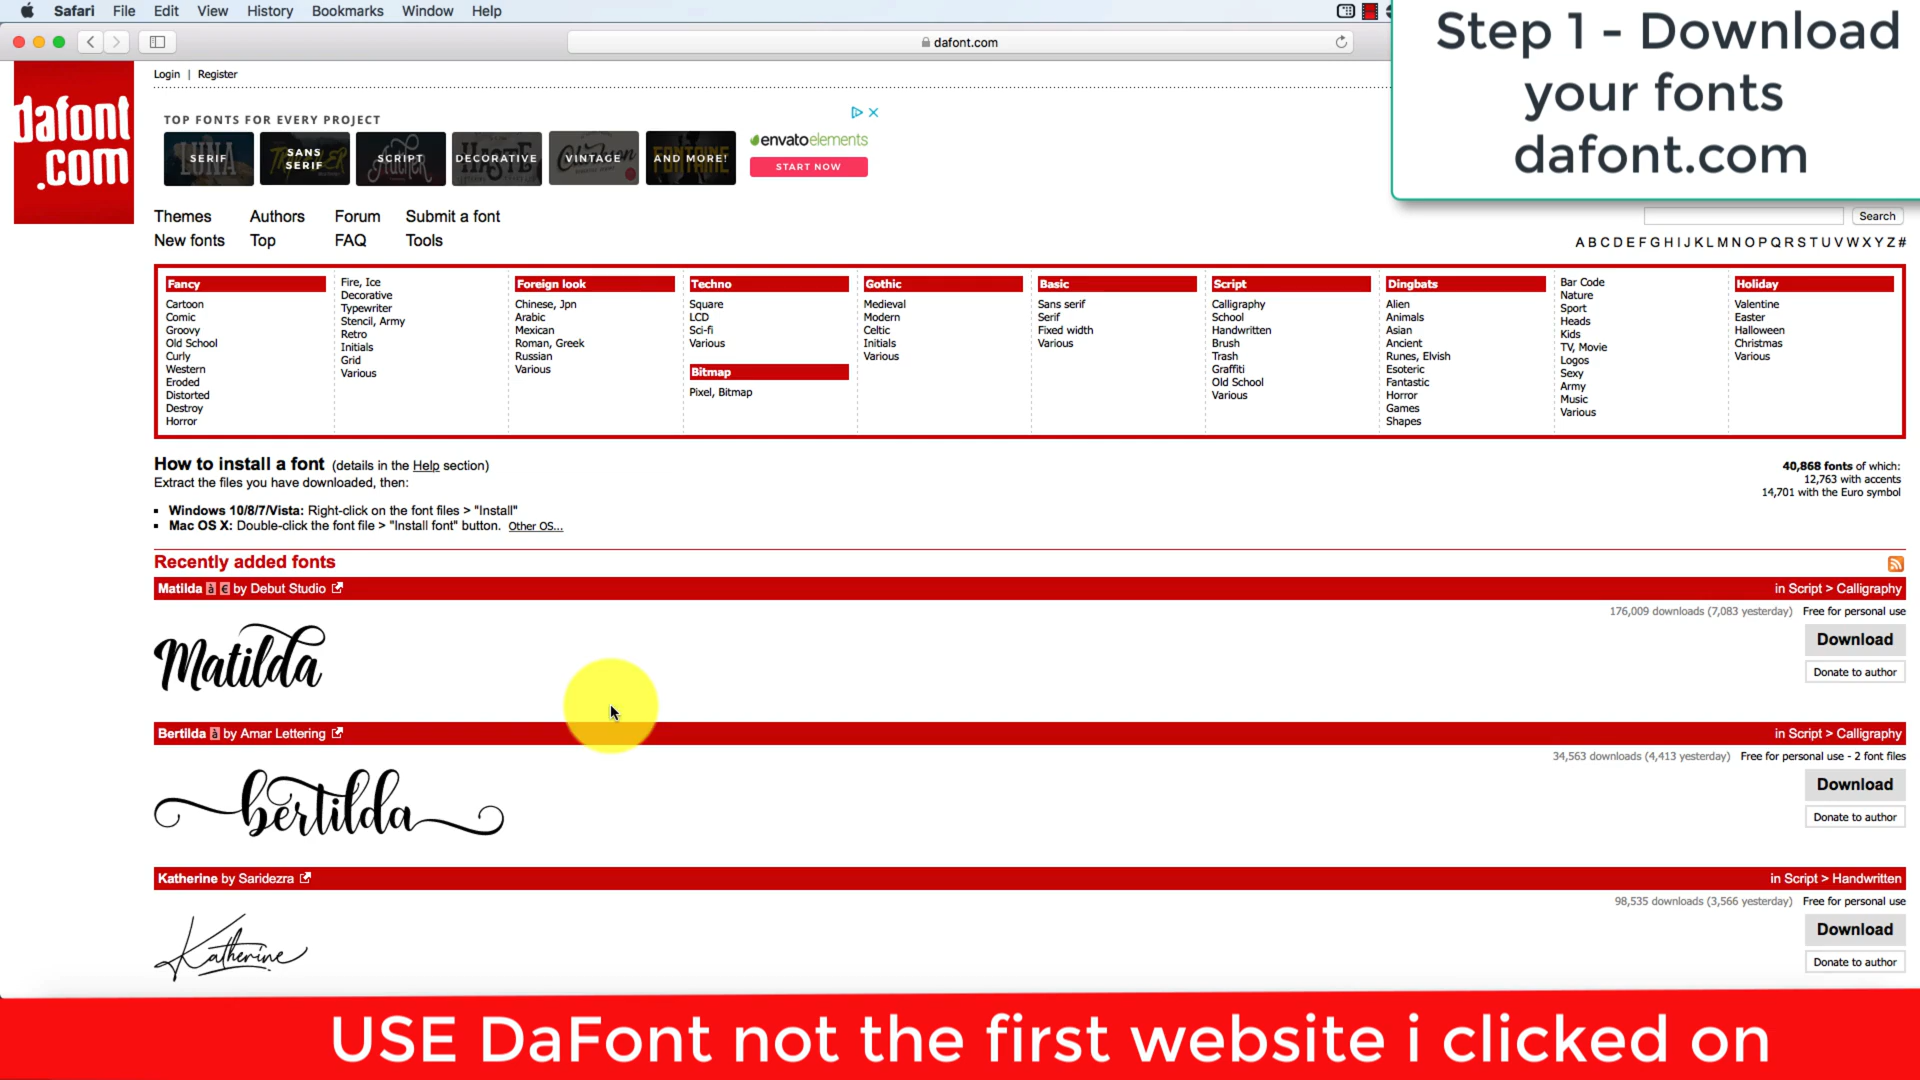 Safari File Edit View History Bookmarks Window Help
dafont.com
Step 1 - Download
your fonts
dafont.com
dafont
.com
Login | Register
TOP FONTS FOR EVERY PROJECT
SERIF
SANS
SERIF
SCRIPT
DECORATIVE
VINTAGE
AND MORE!
envatoelements
START NOW
Themes Authors Forum Submit a font
New fonts Top FAQ Tools
Search
A B C D E F G H I J K L M N O P Q R S T U V W X Y Z #
Fancy
Cartoon
Comic
Groovy
Old School
Curly
Western
Eroded
Distorted
Destroy
Horror
Fire, Ice
Decorative
Typewriter
Stencil, Army
Retro
Initials
Grid
Various
Foreign look
Chinese, Jpn
Arabic
Mexican
Roman, Greek
Russian
Various
Techno
Square
LCD
Sci-fi
Various
Bitmap
Pixel, Bitmap
Gothic
Medieval
Modern
Celtic
Initials
Various
Basic
Sans serif
Serif
Fixed width
Various
Script
Calligraphy
School
Handwritten
Brush
Trash
Graffiti
Old School
Various
Dingbats
Alien
Animals
Asian
Ancient
Runes, Elvish
Esoteric
Fantastic
Horror
Games
Shapes
Bar Code
Nature
Sport
Heads
Kids
TV, Movie
Logos
Sexy
Army
Music
Various
Holiday
Valentine
Easter
Halloween
Christmas
Various
How to install a font (details in the Help section)
Extract the files you have downloaded, then:
Windows 10/8/7/Vista: Right-click on the font files > "Install"
Mac OS X: Double-click the font file > "Install font" button. Other OS...
40,868 fonts of which:
12,763 with accents
14,701 with the Euro symbol
Recently added fonts
Matilda à € by Debut Studio in Script > Calligraphy
176,009 downloads (7,083 yesterday) Free for personal use
Matilda
Download
Donate to author
Bertilda à by Amar Lettering in Script > Calligraphy
34,563 downloads (4,413 yesterday) Free for personal use - 2 font files
bertilda
Download
Donate to author
Katherine by Saridezra in Script > Handwritten
98,535 downloads (3,566 yesterday) Free for personal use
Katherine
Download
Donate to author
USE DaFont not the first website i clicked on